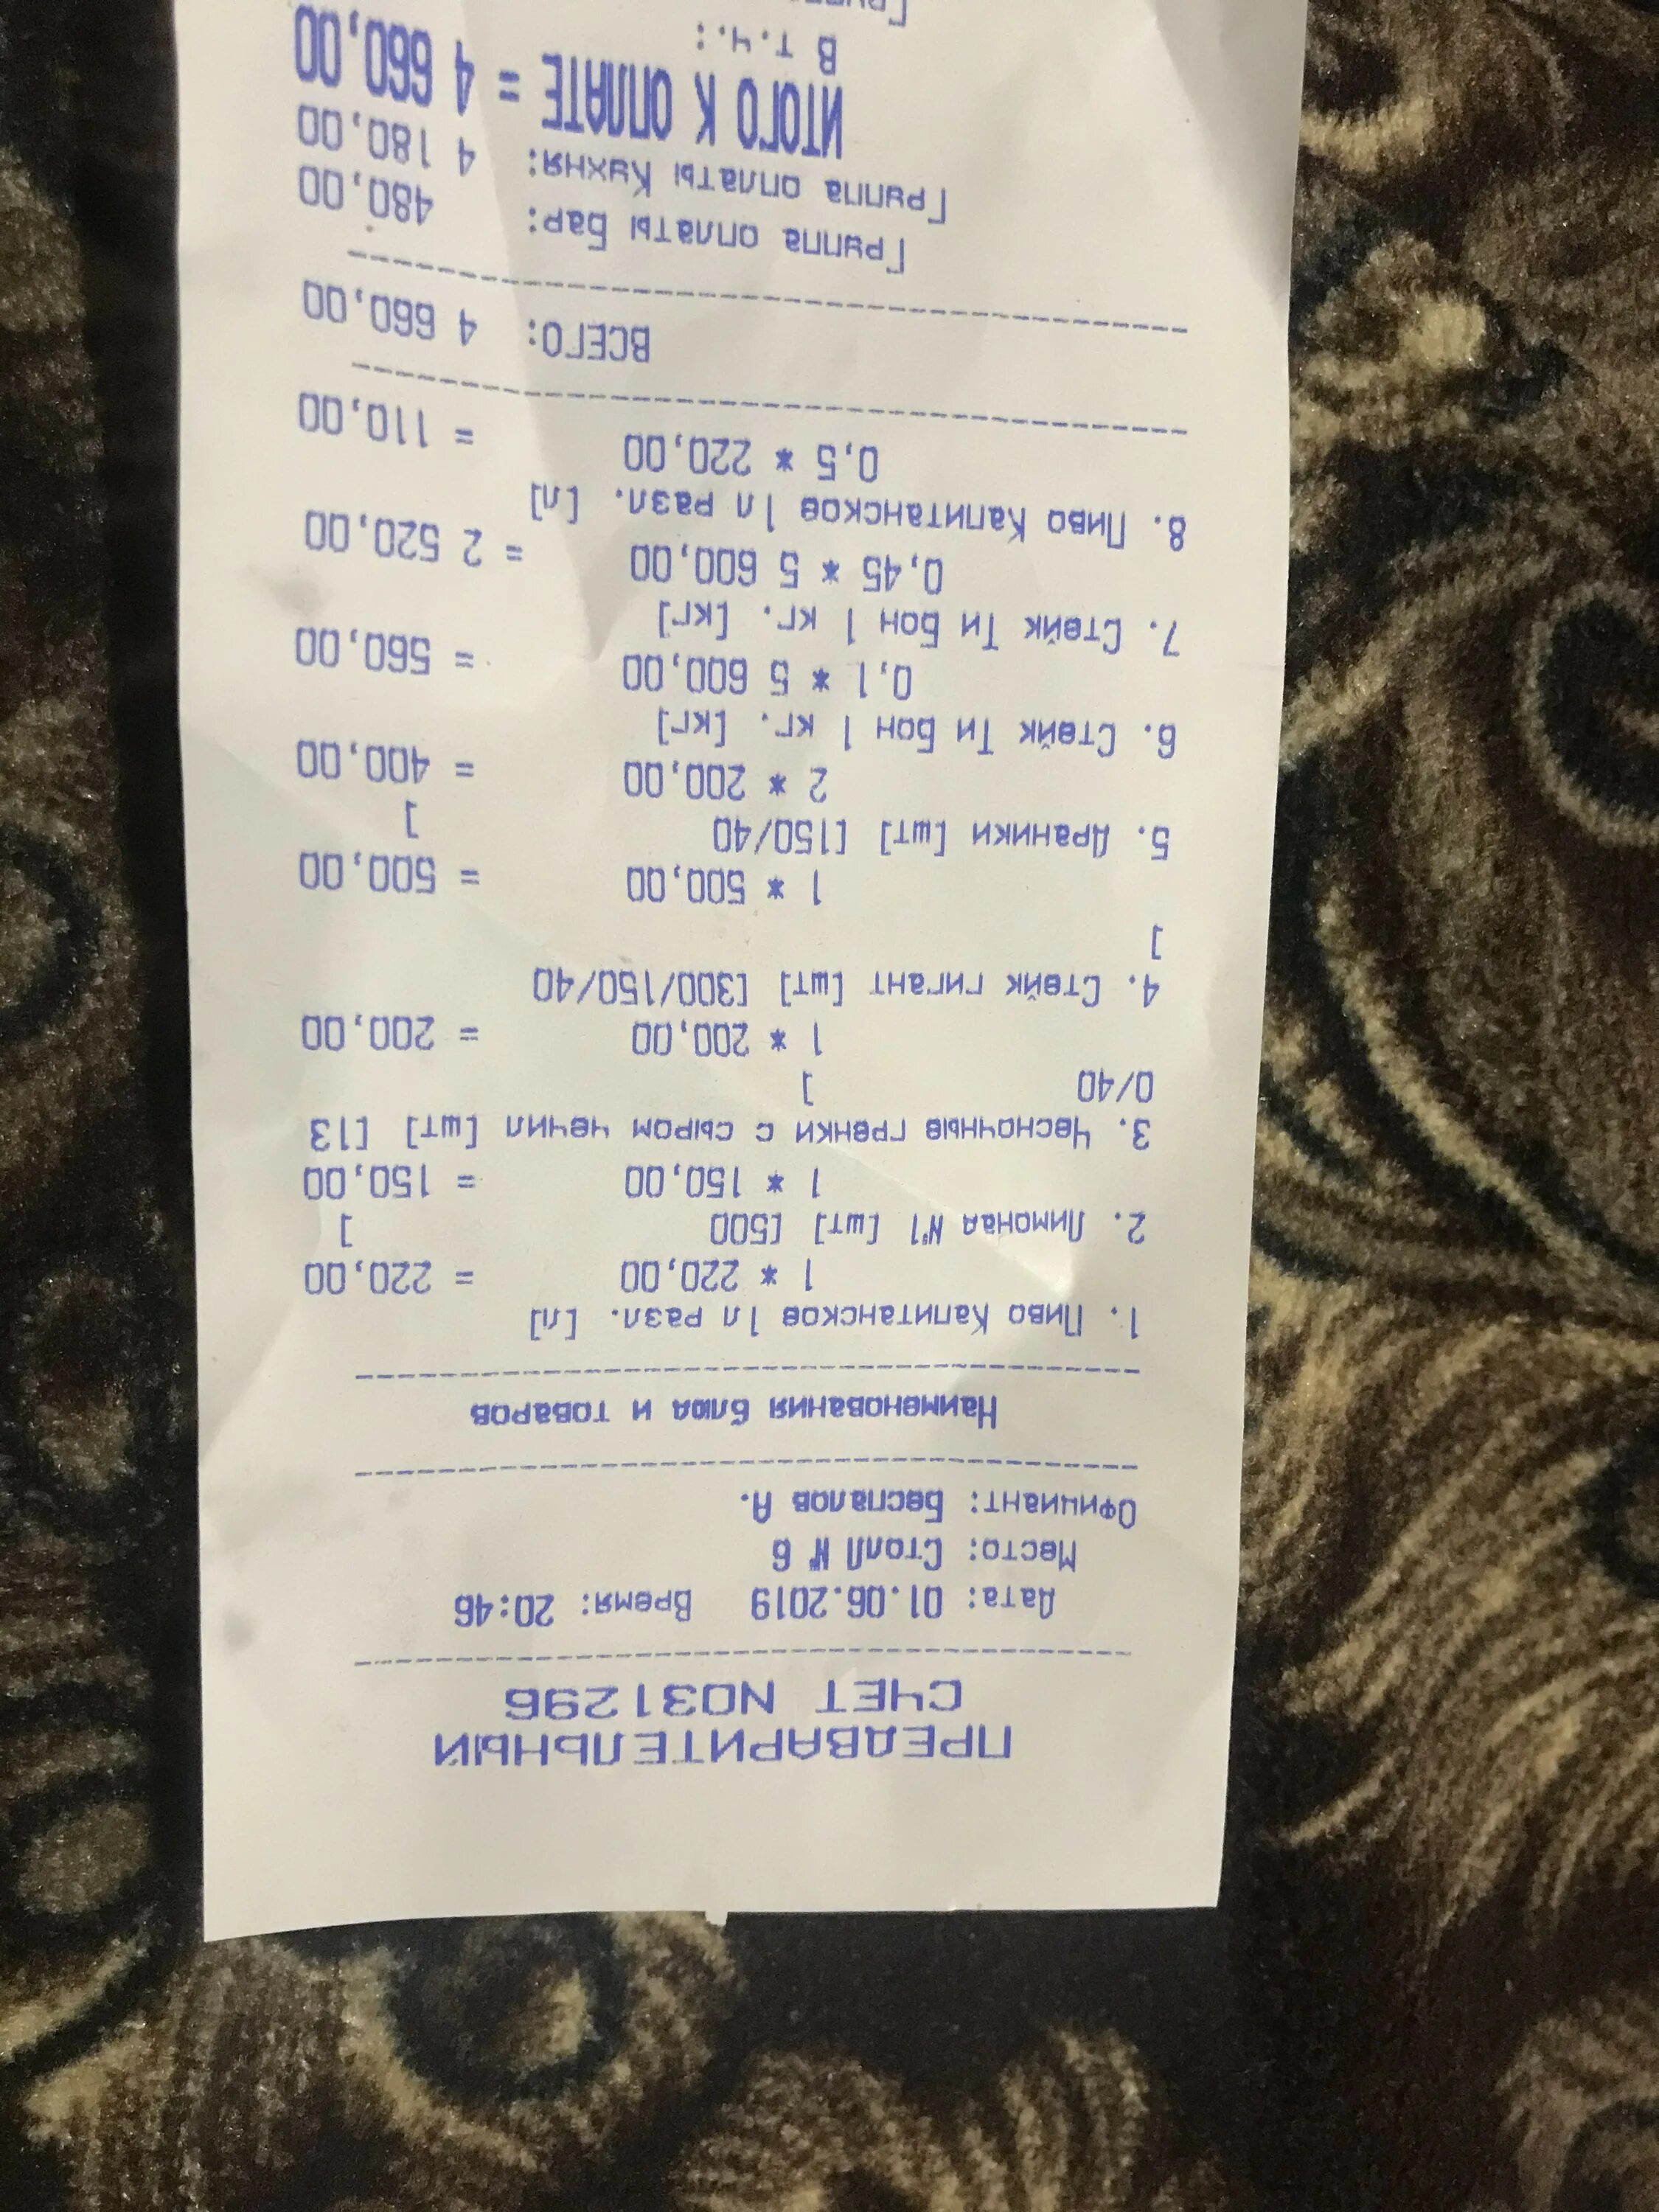 ПРЕДВАРИТЕЛЬНЫЙ
СЧЕТ NO31296
Дата: 01.06.2019 Время: 20:46
Место: СтолЛ № 6
Официант: Беспалов А.
Наименования блюд и товаров
1. Пиво Капитанское 1л разл. [л]
1 * 220,00 = 220,00
2. Лимонад №1 [шт] [500 ]
1 * 150,00 = 150,00
3. Чесночные гренки с сыром чечил [шт] [13
0/40 ]
1 * 200,00 = 200,00
4. Стейк гигант [шт] [300/150/40
]
1 * 500,00 = 500,00
5. Драники [шт] [150/40 ]
2 * 200,00 = 400,00
6. Стейк Ти Бон 1 кг. [кг]
0,1 * 5 600,00 = 560,00
7. Стейк Ти Бон 1 кг. [кг]
0,45 * 5 600,00 = 2 520,00
8. Пиво Капитанское 1л разл. [л]
0,5 * 220,00 = 110,00
ВСЕГО: 4 660,00
Группа оплаты Бар: 480,00
Группа оплаты Кухня: 4 180,00
ИТОГО К ОПЛАТЕ = 4 660,00
В т.ч.: